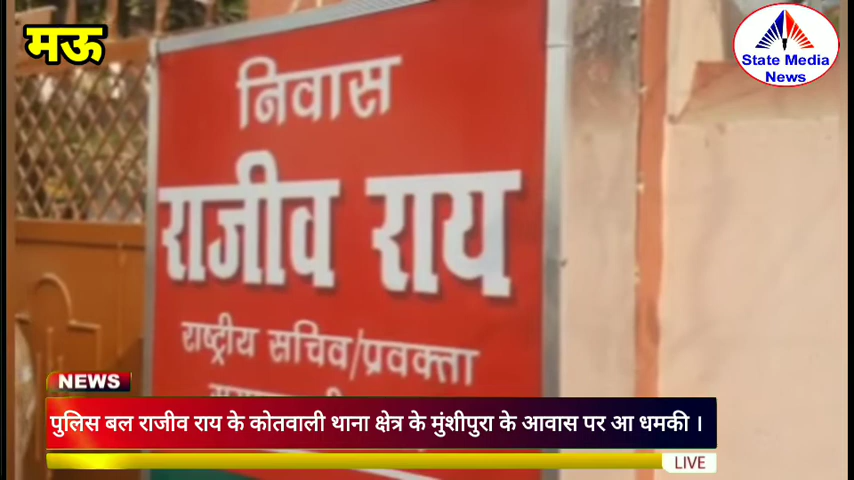 मऊ
State Media
News
निवास
राजीव राय
राष्ट्रीय सचिव/प्रवक्ता
NEWS
पुलिस बल राजीव राय के कोतवाली थाना क्षेत्र के मुंशीपुरा के आवास पर आ धमकी ।
LIVE